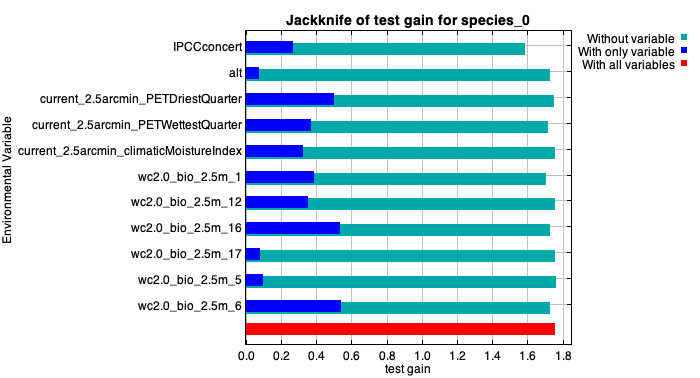 Jackknife of test gain for species_0
Without variable
With only variable
With all variables
Environmental Variable
IPCCconcert
alt
current_2.5arcmin_PETDriestQuarter
current_2.5arcmin_PETWettestQuarter
current_2.5arcmin_climaticMoistureIndex
wc2.0_bio_2.5m_1
wc2.0_bio_2.5m_12
wc2.0_bio_2.5m_16
wc2.0_bio_2.5m_17
wc2.0_bio_2.5m_5
wc2.0_bio_2.5m_6
0.0 0.2 0.4 0.6 0.8 1.0 1.2 1.4 1.6 1.8
test gain